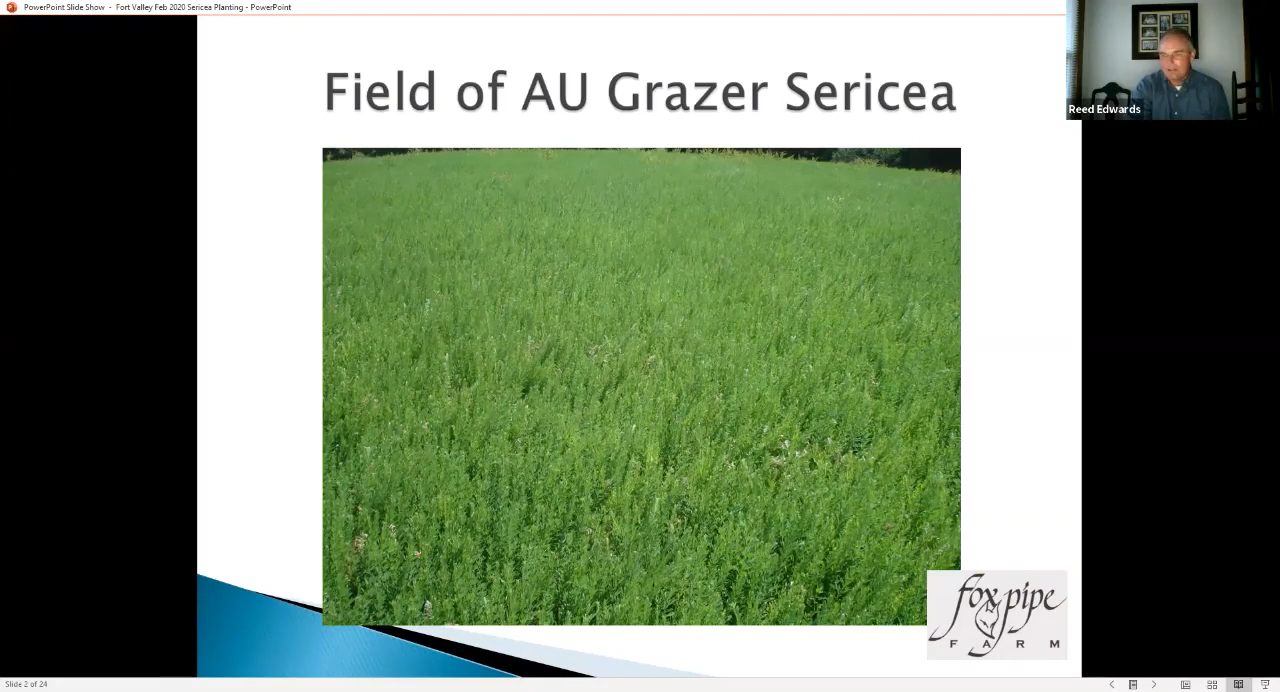 PowerPoint Slide Show - Fort Valley Feb 2020 Sericea Planting - PowerPoint
Reed Edwards
Field of AU Grazer Sericea
fox pipe
FARM
Slide 2 of 24